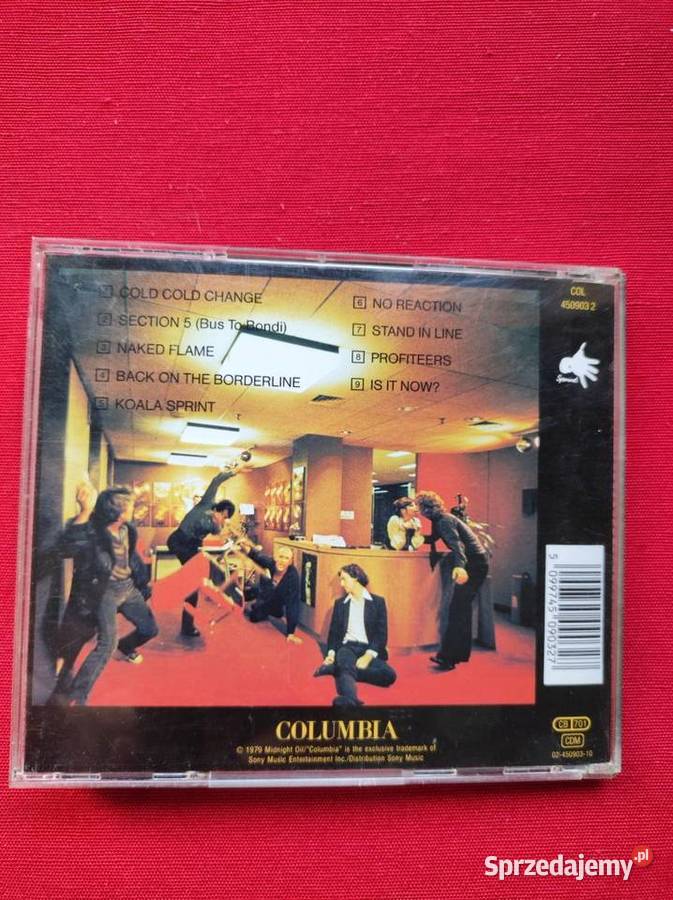 1 COLD COLD CHANGE
2 SECTION 5 (Bus To Bondi)
3 NAKED FLAME
4 BACK ON THE BORDERLINE
5 KOALA SPRINT
6 NO REACTION
7 STAND IN LINE
8 PROFITEERS
9 IS IT NOW?
COL
450903 2
Sprint
5 099745 090327
COLUMBIA
© 1979 Midnight Oil/"Columbia" is the exclusive trademark of
Sony Music Entertainment Inc./Distribution Sony Music
CB 701
CDM
02-450903-10
Sprzedajemy.pl